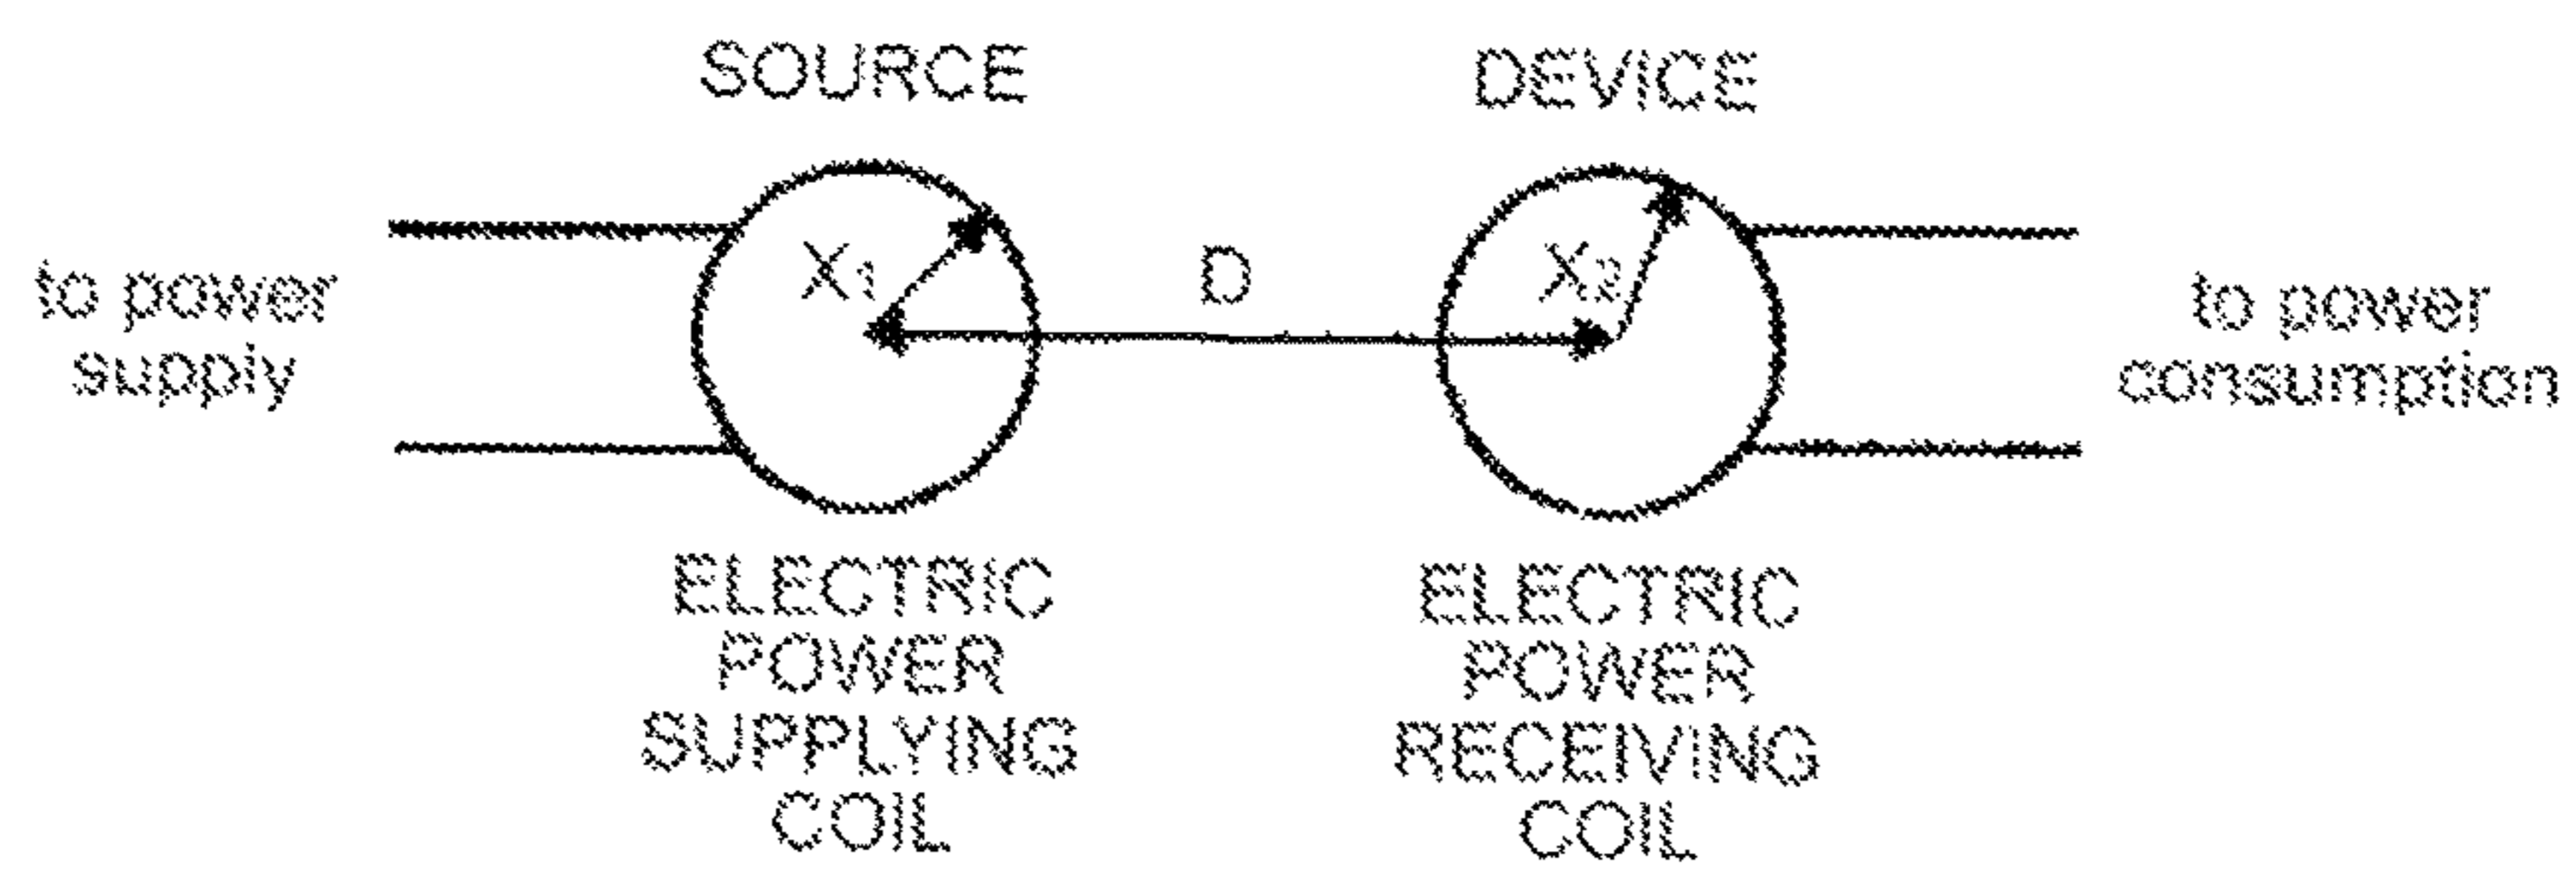 SOURCE
DEVICE
to power
supply
X1
D
X2
to power
consumption
ELECTRIC
POWER
SUPPLYING
COIL
ELECTRIC
POWER
RECEIVING
COIL